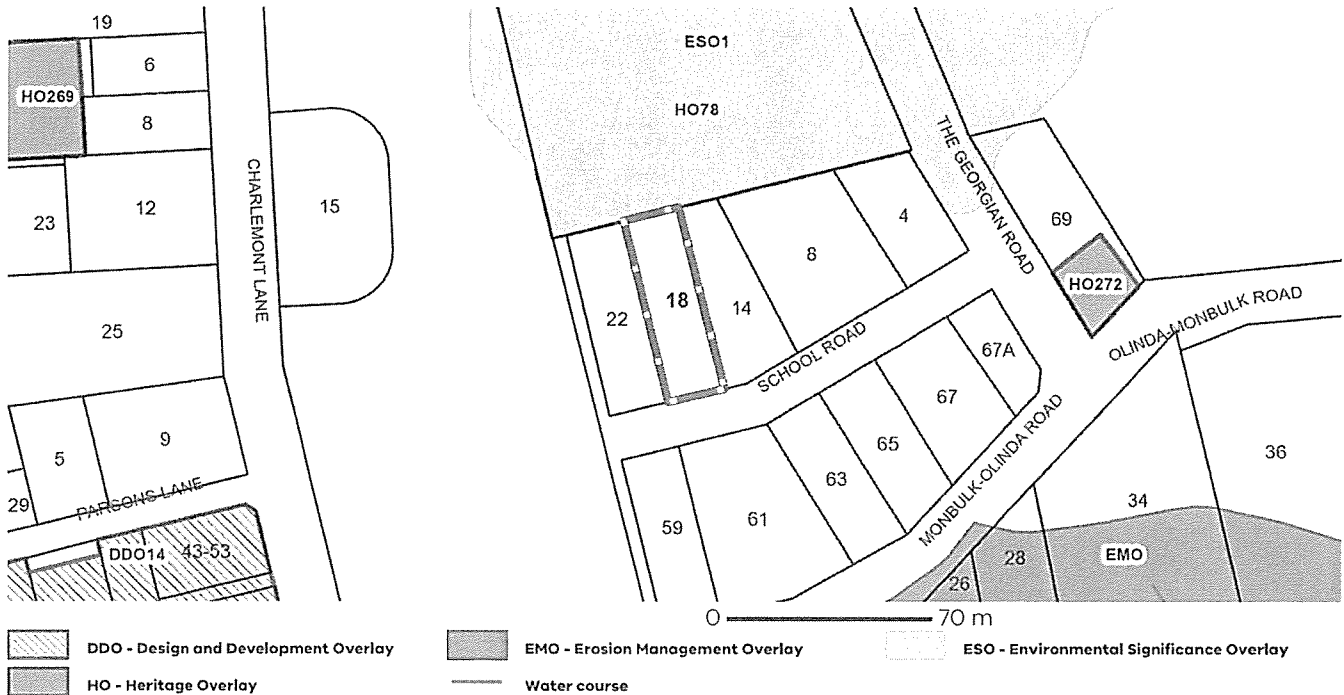 19
6
HO269
8
23
12
CHARLEMONT LANE
15
25
5
9
29
PARSONS LANE
DDO14
43-53
ESO1
HO78
THE GEORGIAN ROAD
69
HO272
OLINDA-MONBULK ROAD
4
8
14
18
22
SCHOOL ROAD
67A
67
65
63
61
59
MONBULK-OLINDA ROAD
36
34
EMO
28
26
0 70 m
DDO - Design and Development Overlay
EMO - Erosion Management Overlay
ESO - Environmental Significance Overlay
HO - Heritage Overlay
Water course